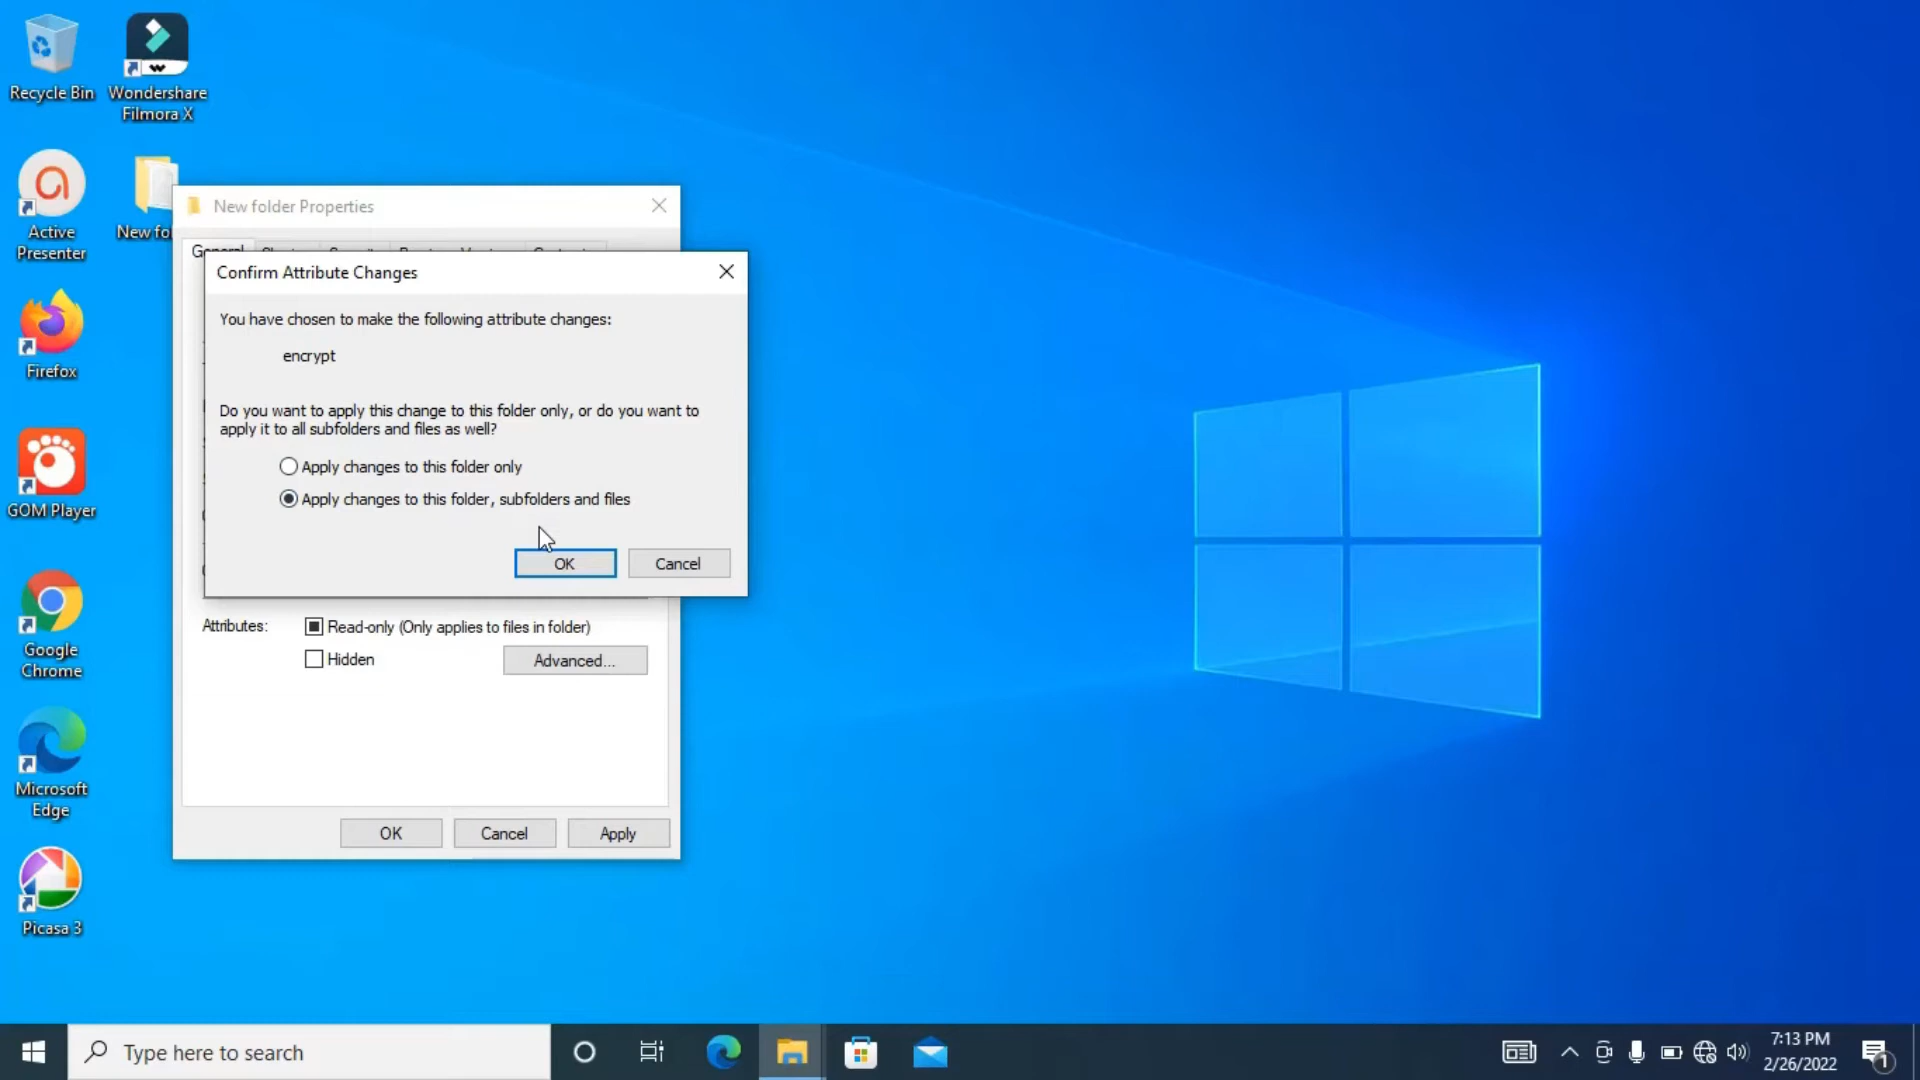 Recycle Bin
Wondershare
Filmora X
Active
Presenter
New fo
Firefox
GOM Player
Google
Chrome
Microsoft
Edge
Picasa 3
New folder Properties
General
Confirm Attribute Changes
You have chosen to make the following attribute changes:
encrypt
Do you want to apply this change to this folder only, or do you want to
apply it to all subfolders and files as well?
Apply changes to this folder only
Apply changes to this folder, subfolders and files
OK
Cancel
Attributes:
Read-only (Only applies to files in folder)
Hidden
Advanced...
OK
Cancel
Apply
Type here to search
7:13 PM
2/26/2022
1